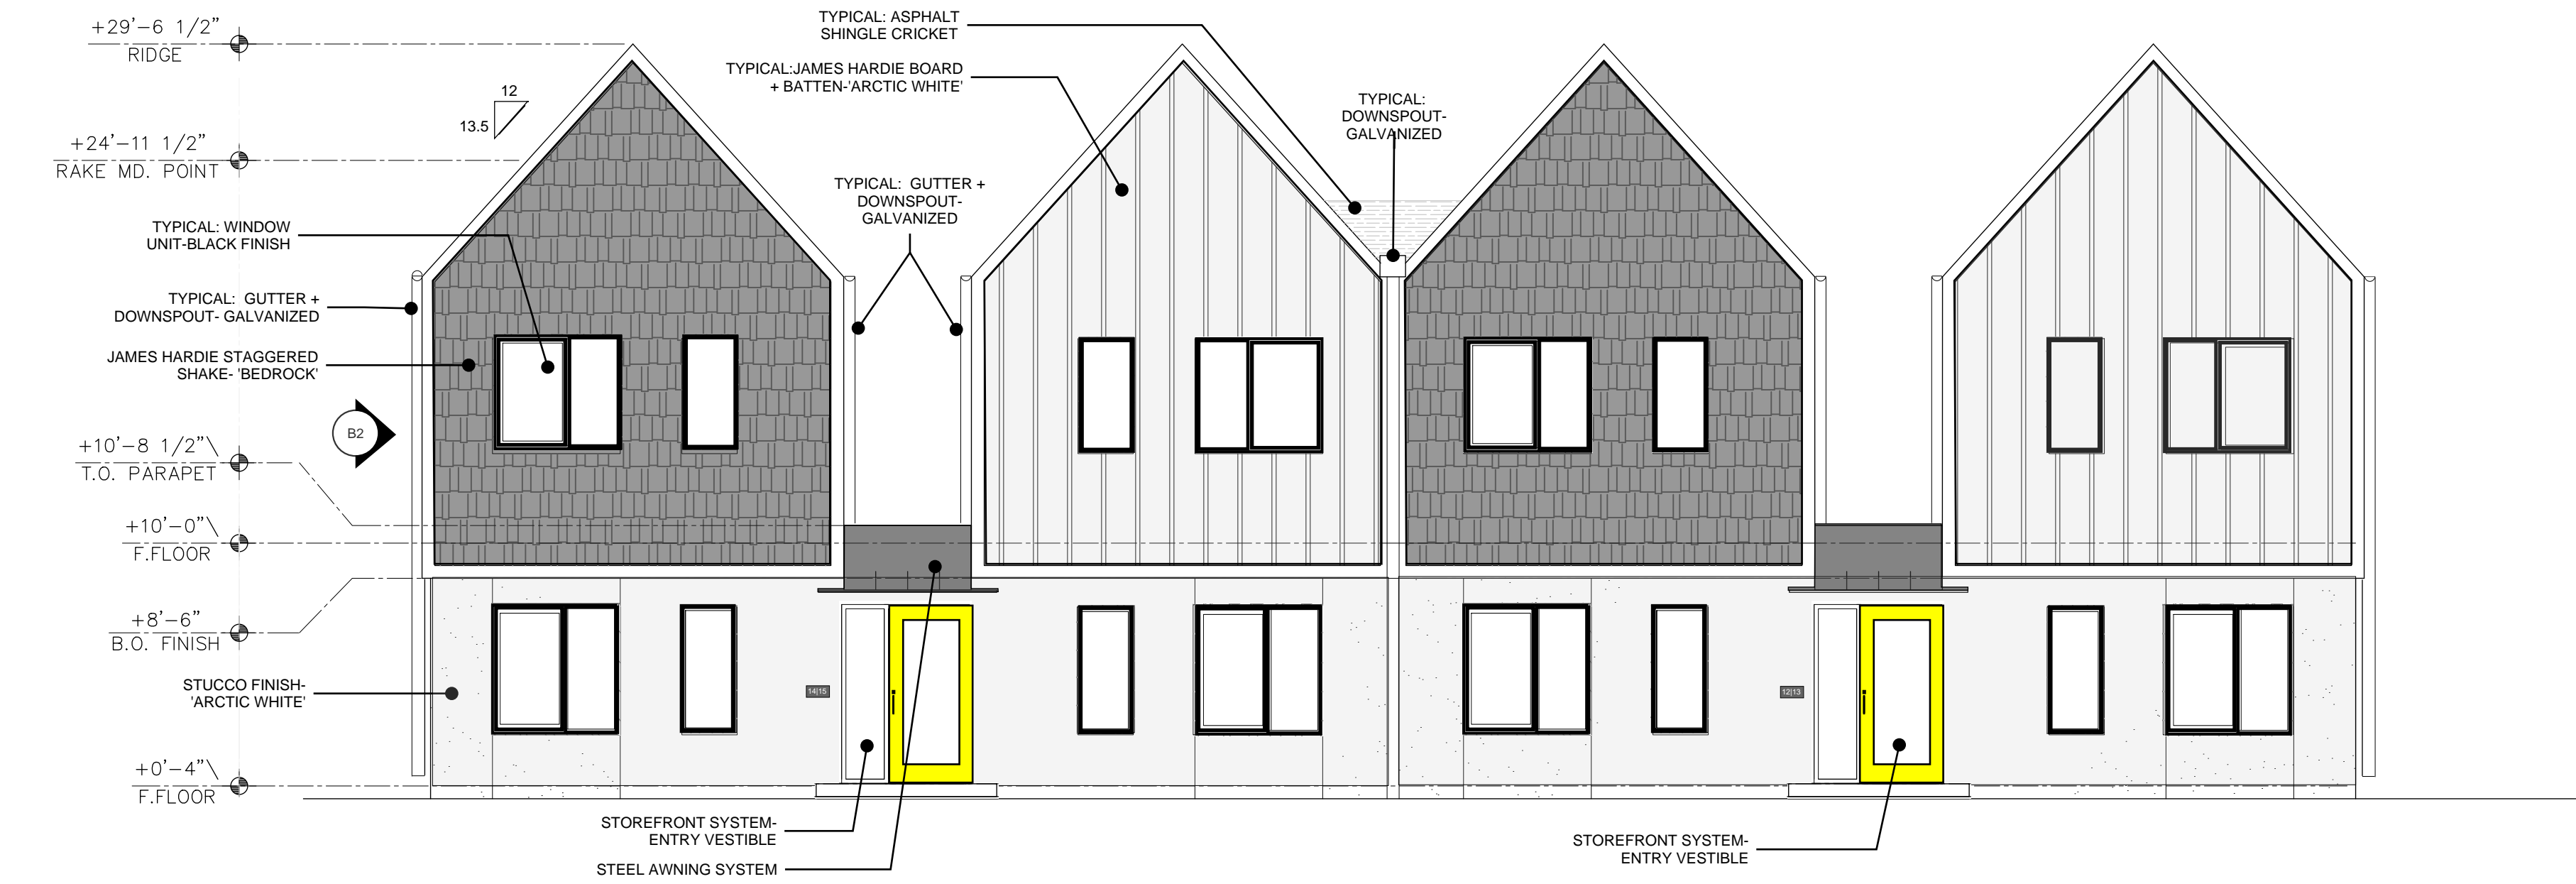 +29'-6 1/2"
RIDGE
+24'-11 1/2"
RAKE MD. POINT
12
13.5
TYPICAL: WINDOW
UNIT-BLACK FINISH
TYPICAL:  GUTTER +
DOWNSPOUT- GALVANIZED
JAMES HARDIE STAGGERED
SHAKE- 'BEDROCK'
B2
+10'-8 1/2"\
T.O. PARAPET
+10'-0"\
F.FLOOR
+8'-6"
B.O. FINISH
STUCCO FINISH-
'ARCTIC WHITE'
+0'-4"\
F.FLOOR
TYPICAL: ASPHALT
SHINGLE CRICKET
TYPICAL:JAMES HARDIE BOARD
+ BATTEN-'ARCTIC WHITE'
TYPICAL:  GUTTER +
DOWNSPOUT-
GALVANIZED
TYPICAL:
DOWNSPOUT-
GALVANIZED
14|15
12|13
STOREFRONT SYSTEM-
ENTRY VESTIBLE
STEEL AWNING SYSTEM
STOREFRONT SYSTEM-
ENTRY VESTIBLE